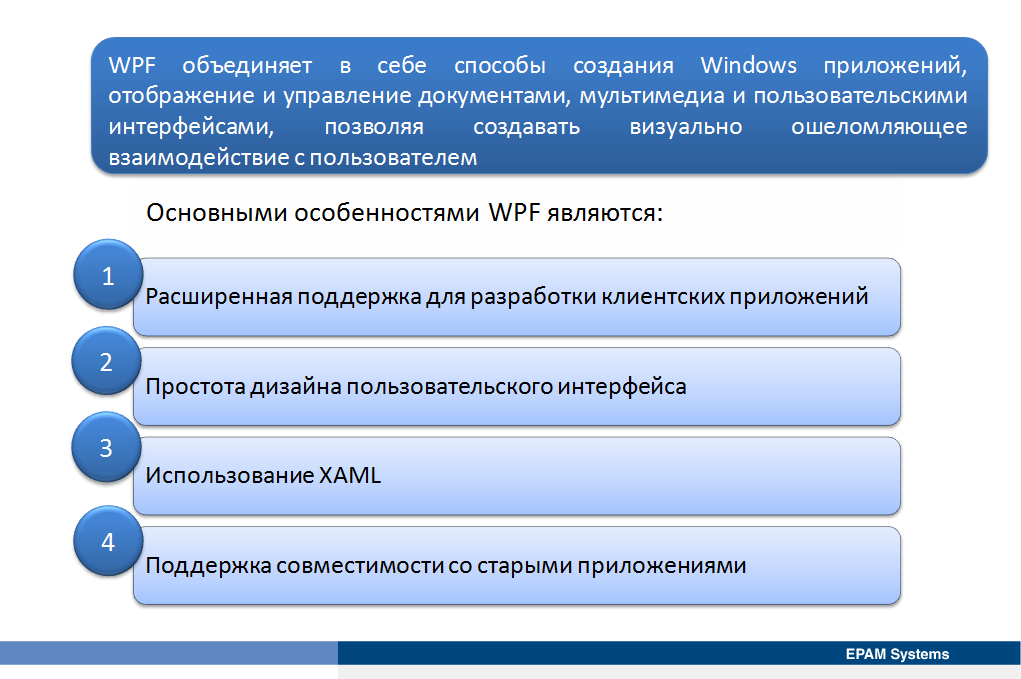 WPF объединяет в себе способы создания Windows приложений,
отображение и управление документами, мультимедиа и пользовательскими
интерфейсами, позволяя создавать визуально ошеломляющее
взаимодействие с пользователем
Основными особенностями WPF являются:
1
Расширенная поддержка для разработки клиентских приложений
2
Простота дизайна пользовательского интерфейса
3
Использование XAML
4
Поддержка совместимости со старыми приложениями
EPAM Systems